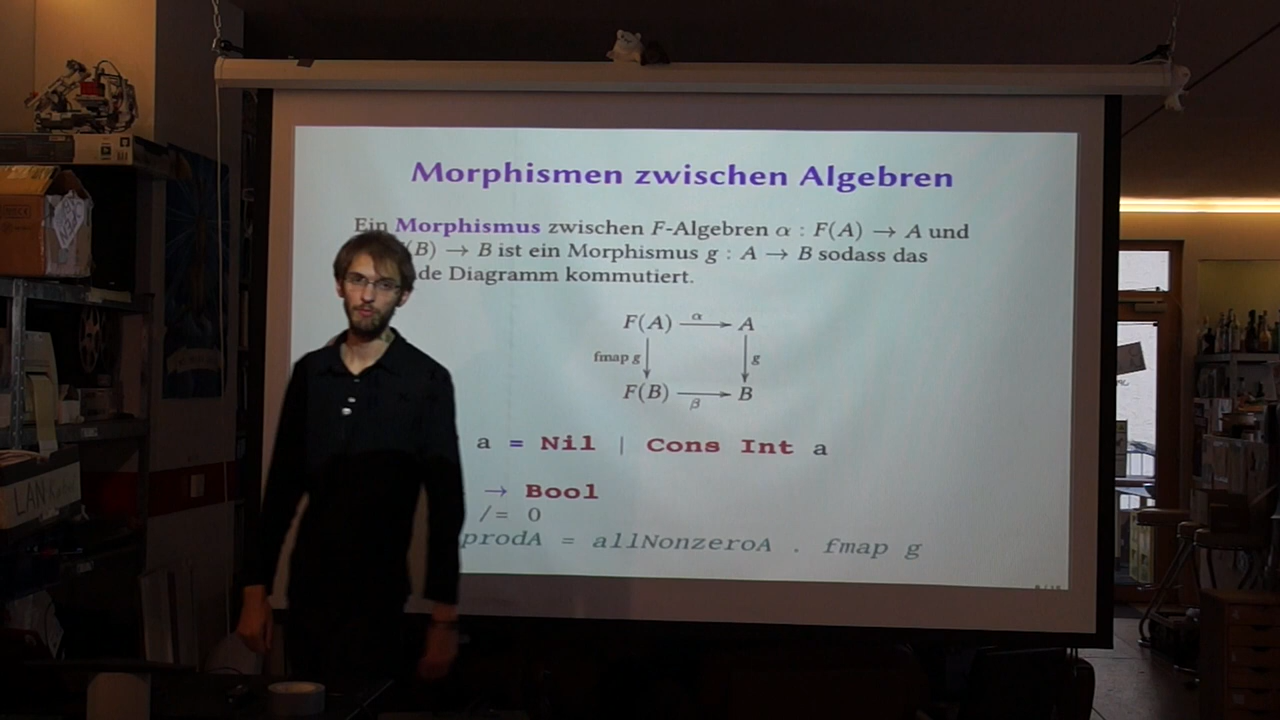 Morphismen zwischen Algebren
Ein Morphismus zwischen F-Algebren α : F(A) → A und
(B) → B ist ein Morphismus g : A → B sodass das
de Diagramm kommutiert.
F(A) α A
fmap g g
F(B) β B
a = Nil | Cons Int a
→ Bool
/= 0
prodA = allNonzeroA . fmap g
LAN